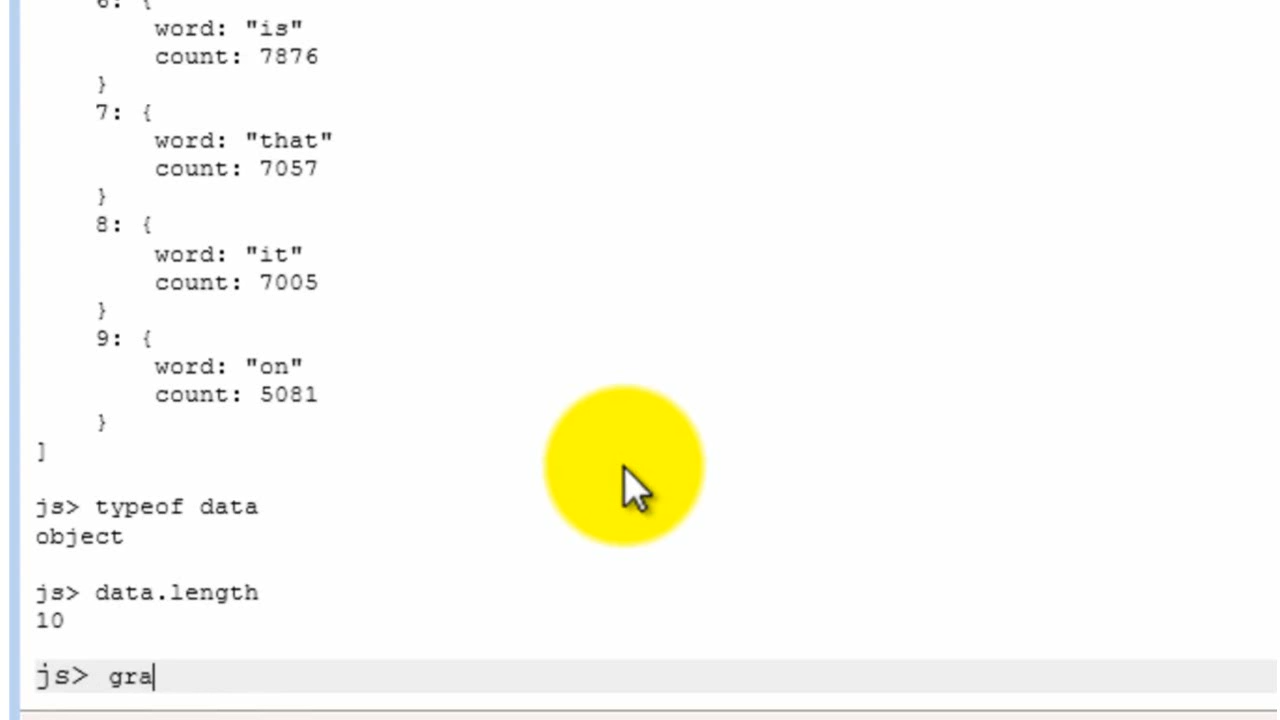 6: {
word: "is"
count: 7876
}
7: {
word: "that"
count: 7057
}
8: {
word: "it"
count: 7005
}
9: {
word: "on"
count: 5081
}
]
js> typeof data
object
js> data.length
10
js> gra